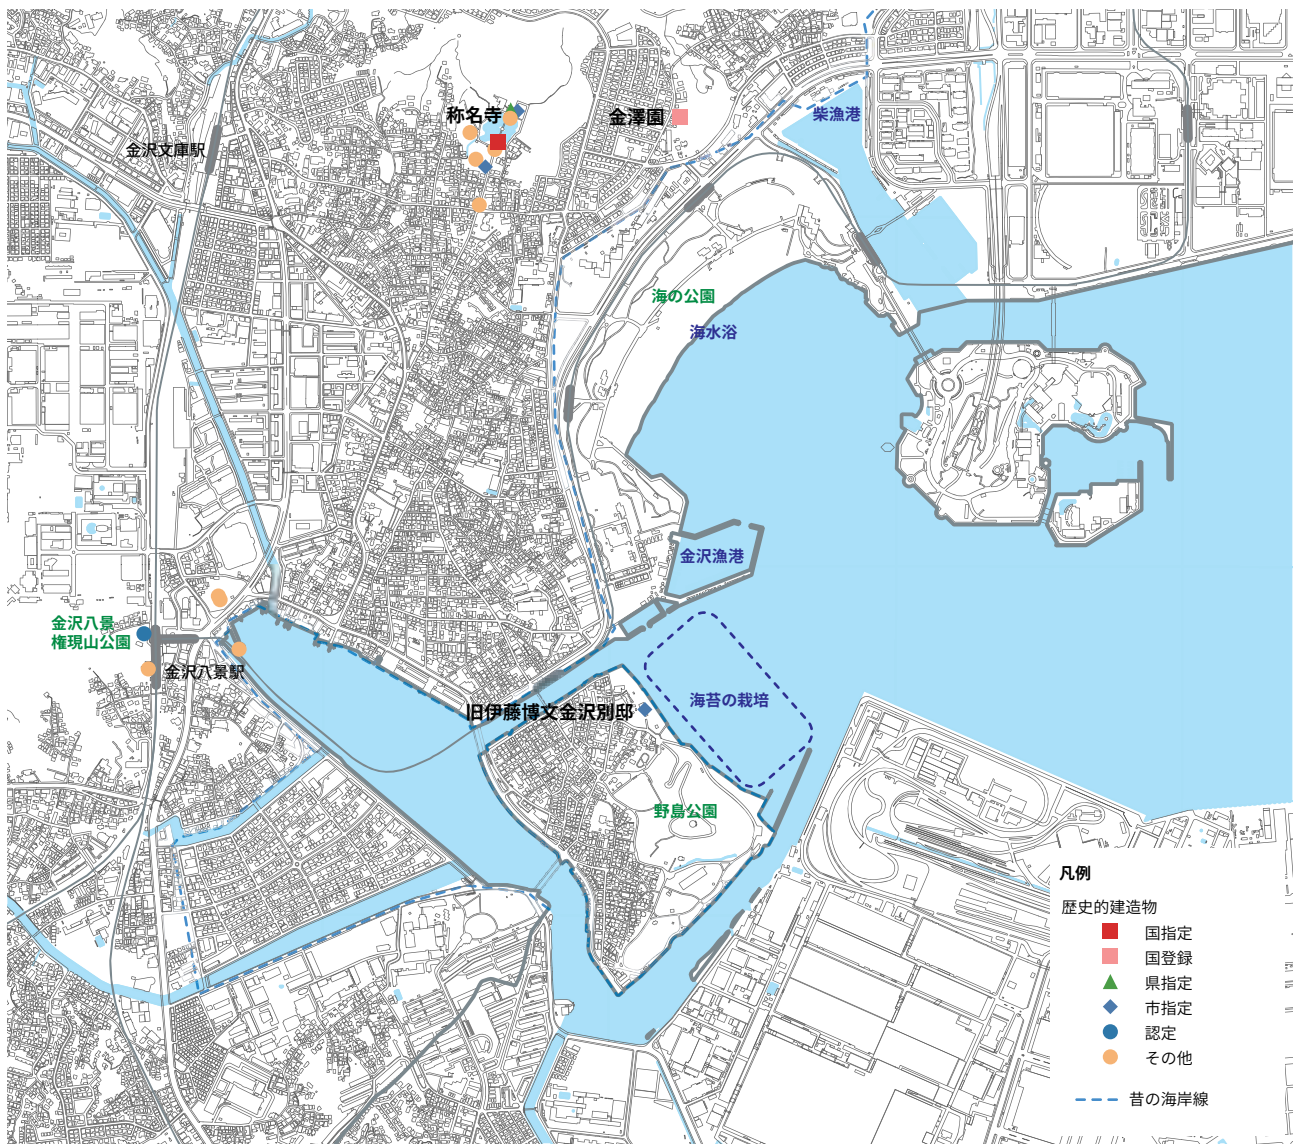 称名寺
金澤園
柴漁港
金沢文庫駅
海の公園
海水浴
金沢漁港
金沢八景
権現山公園
金沢八景駅
海苔の栽培
旧伊藤博文金沢別邸
野島公園
凡例
歴史的建造物
国指定
国登録
県指定
市指定
認定
その他
昔の海岸線